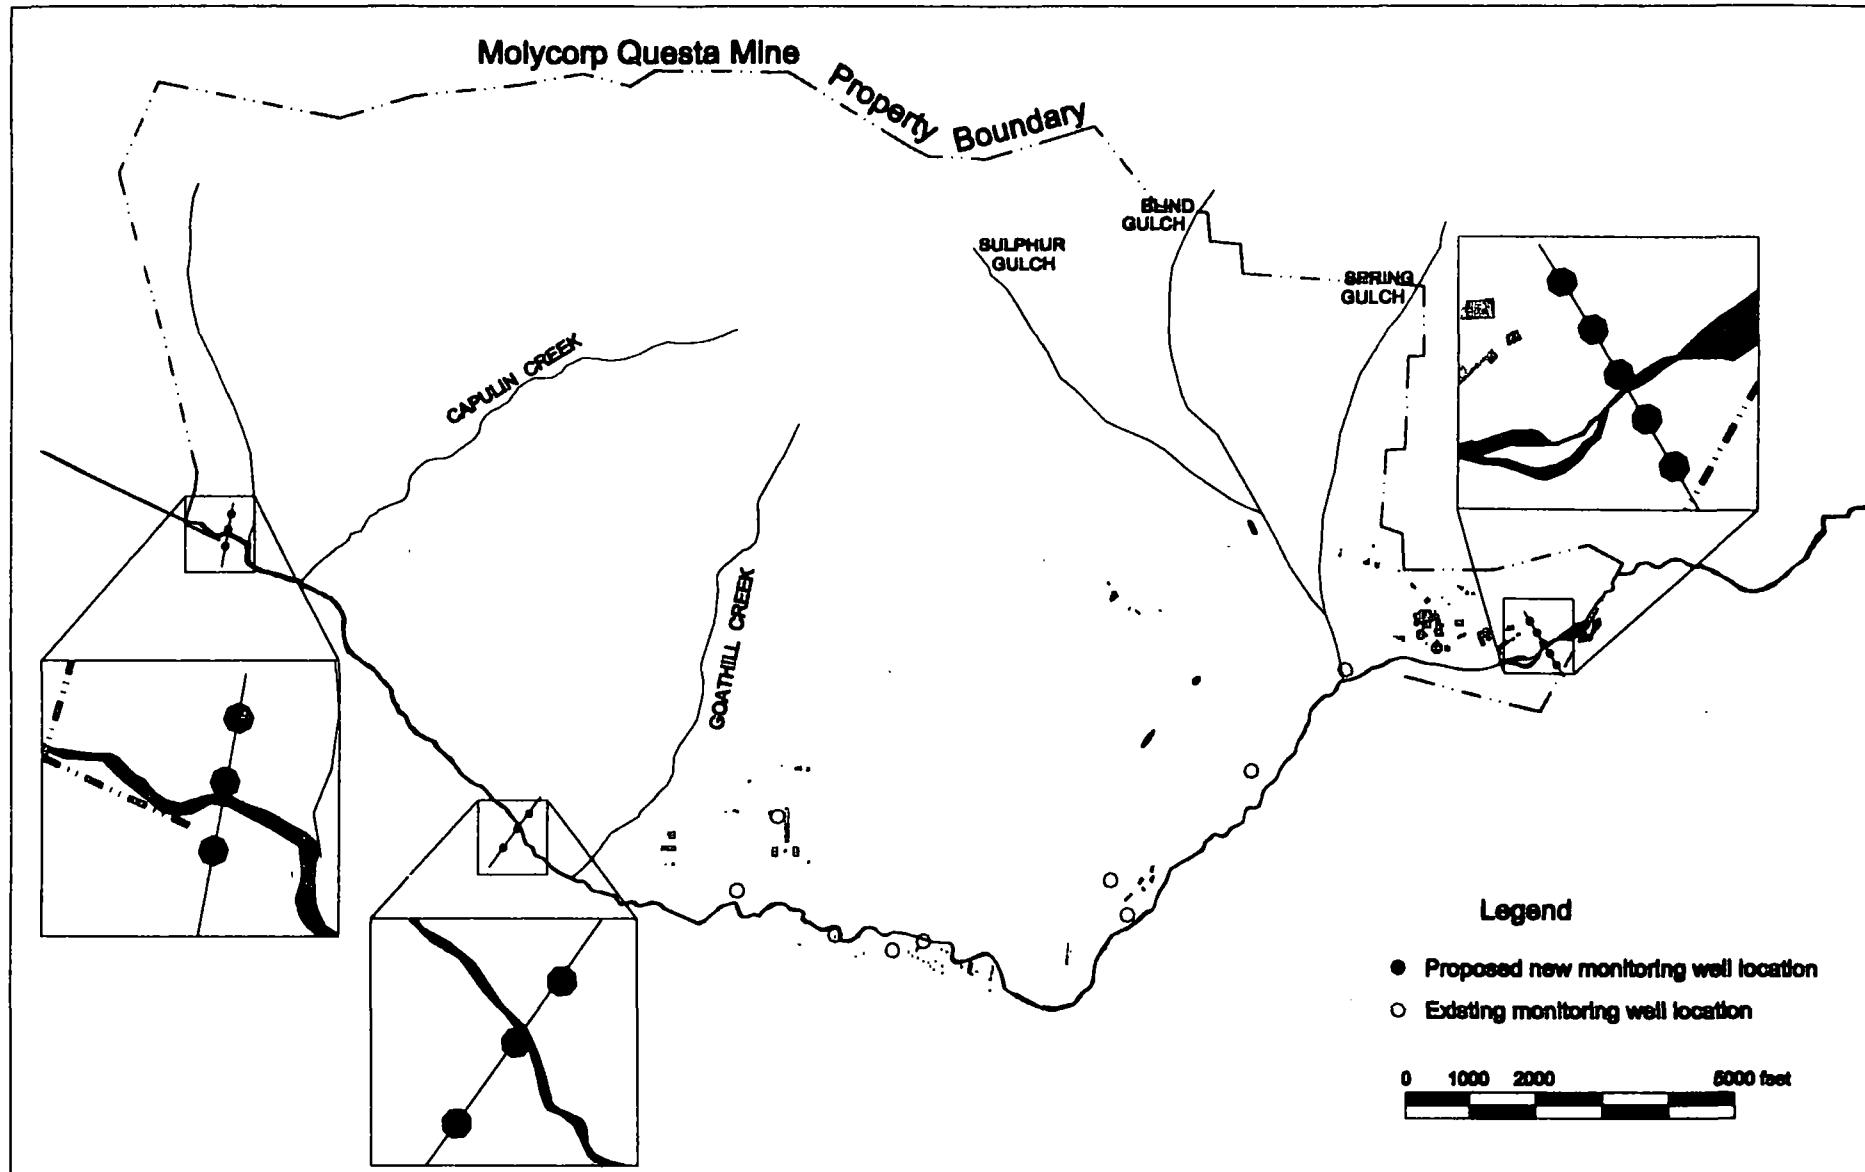 Molycorp Questa Mine
Property Boundary
BLIND
GULCH
SULPHUR
GULCH
SPRING
GULCH
CAPULIN CREEK
GOATHILL CREEK
Legend
Proposed new monitoring well location
Existing monitoring well location
0 1000 2000 5000 feet